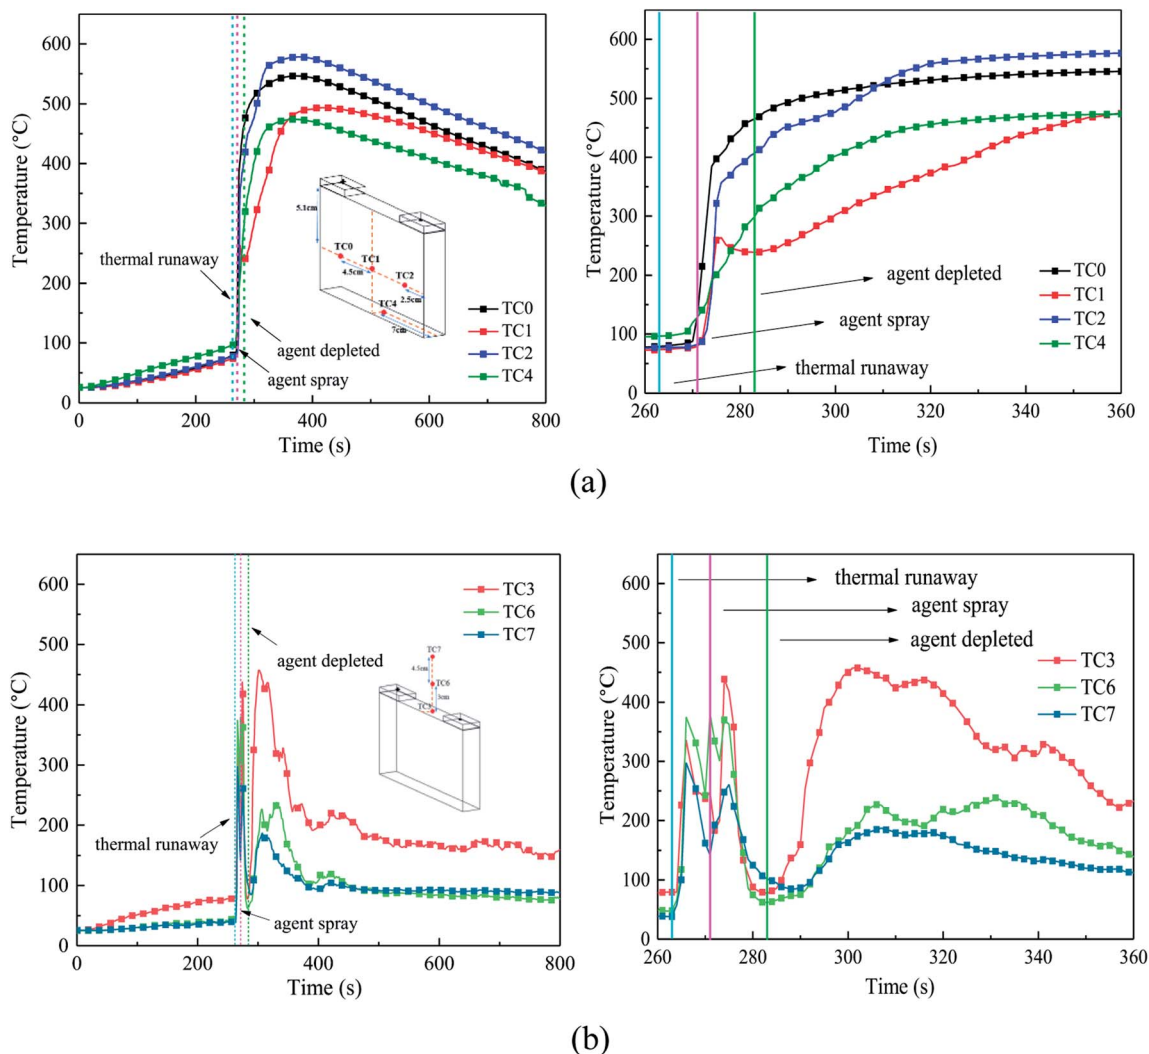 600
500
400
300
200
100
0
Temperature (°C)
thermal runaway
agent depleted
agent spray
5.1cm
TC0
TC1
4.5cm
TC2
2.5cm
TC4
7cm
TC0
TC1
TC2
TC4
0 200 400 600 800
Time (s)
600
500
400
300
200
100
0
Temperature (°C)
agent depleted
agent spray
thermal runaway
TC0
TC1
TC2
TC4
260 280 300 320 340 360
Time (s)
(a)
600
500
400
300
200
100
0
Temperature (°C)
TC3
TC6
TC7
agent depleted
thermal runaway
agent spray
TC7
4.5cm
TC6
3cm
0 200 400 600 800
Time (s)
600
500
400
300
200
100
0
Temperature (°C)
thermal runaway
agent spray
agent depleted
TC3
TC6
TC7
260 280 300 320 340 360
Time (s)
(b)